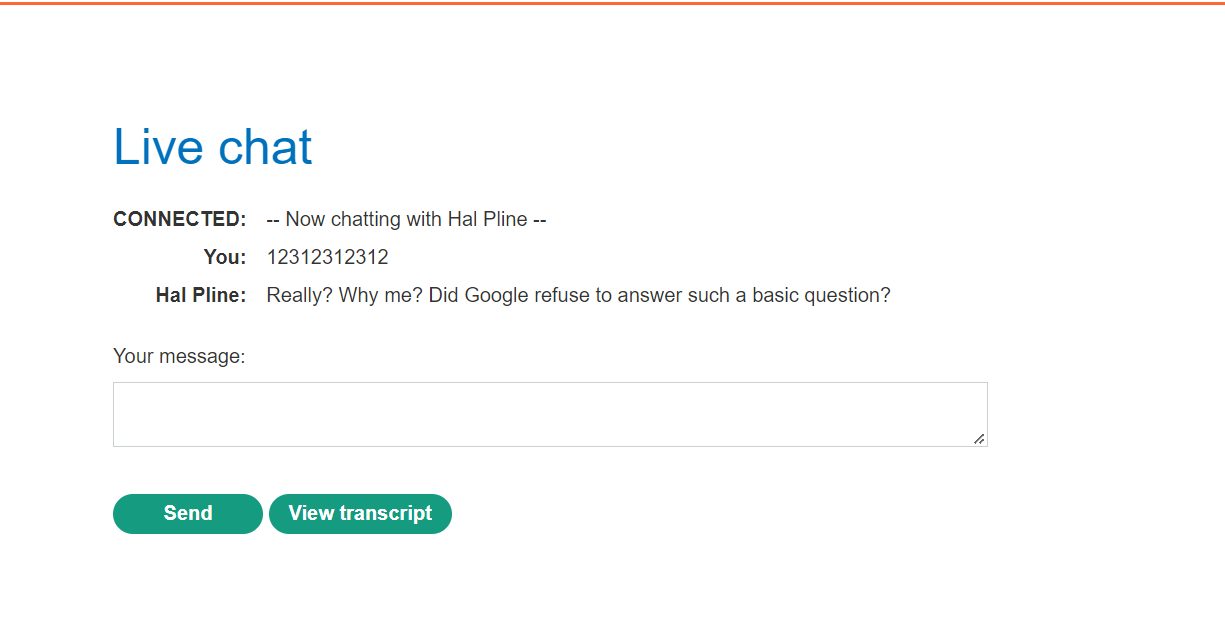 Live chat
CONNECTED: -- Now chatting with Hal Pline --
You: 12312312312
Hal Pline: Really? Why me? Did Google refuse to answer such a basic question?
Your message:
Send View transcript